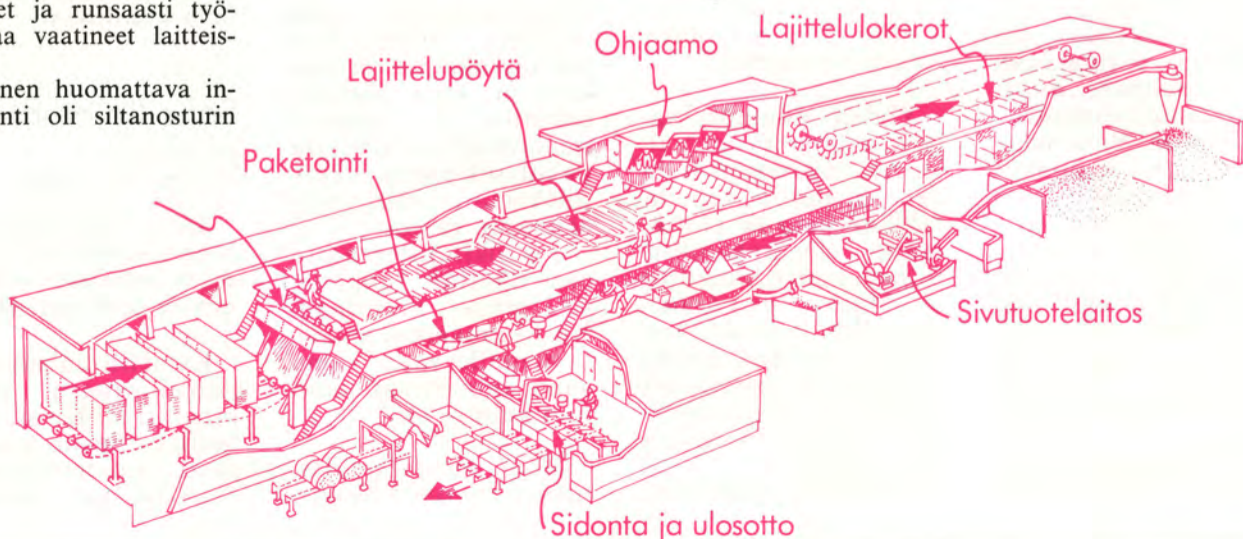 et ja runsaasti työ-
aa vaatineet laitteis-
nen huomattava in-
nti oli siltanosturin
Lajittelupöytä
Ohjaamo
Lajittelulokerot
Paketointi
Sivutuotelaitos
Sidonta ja ulosotto